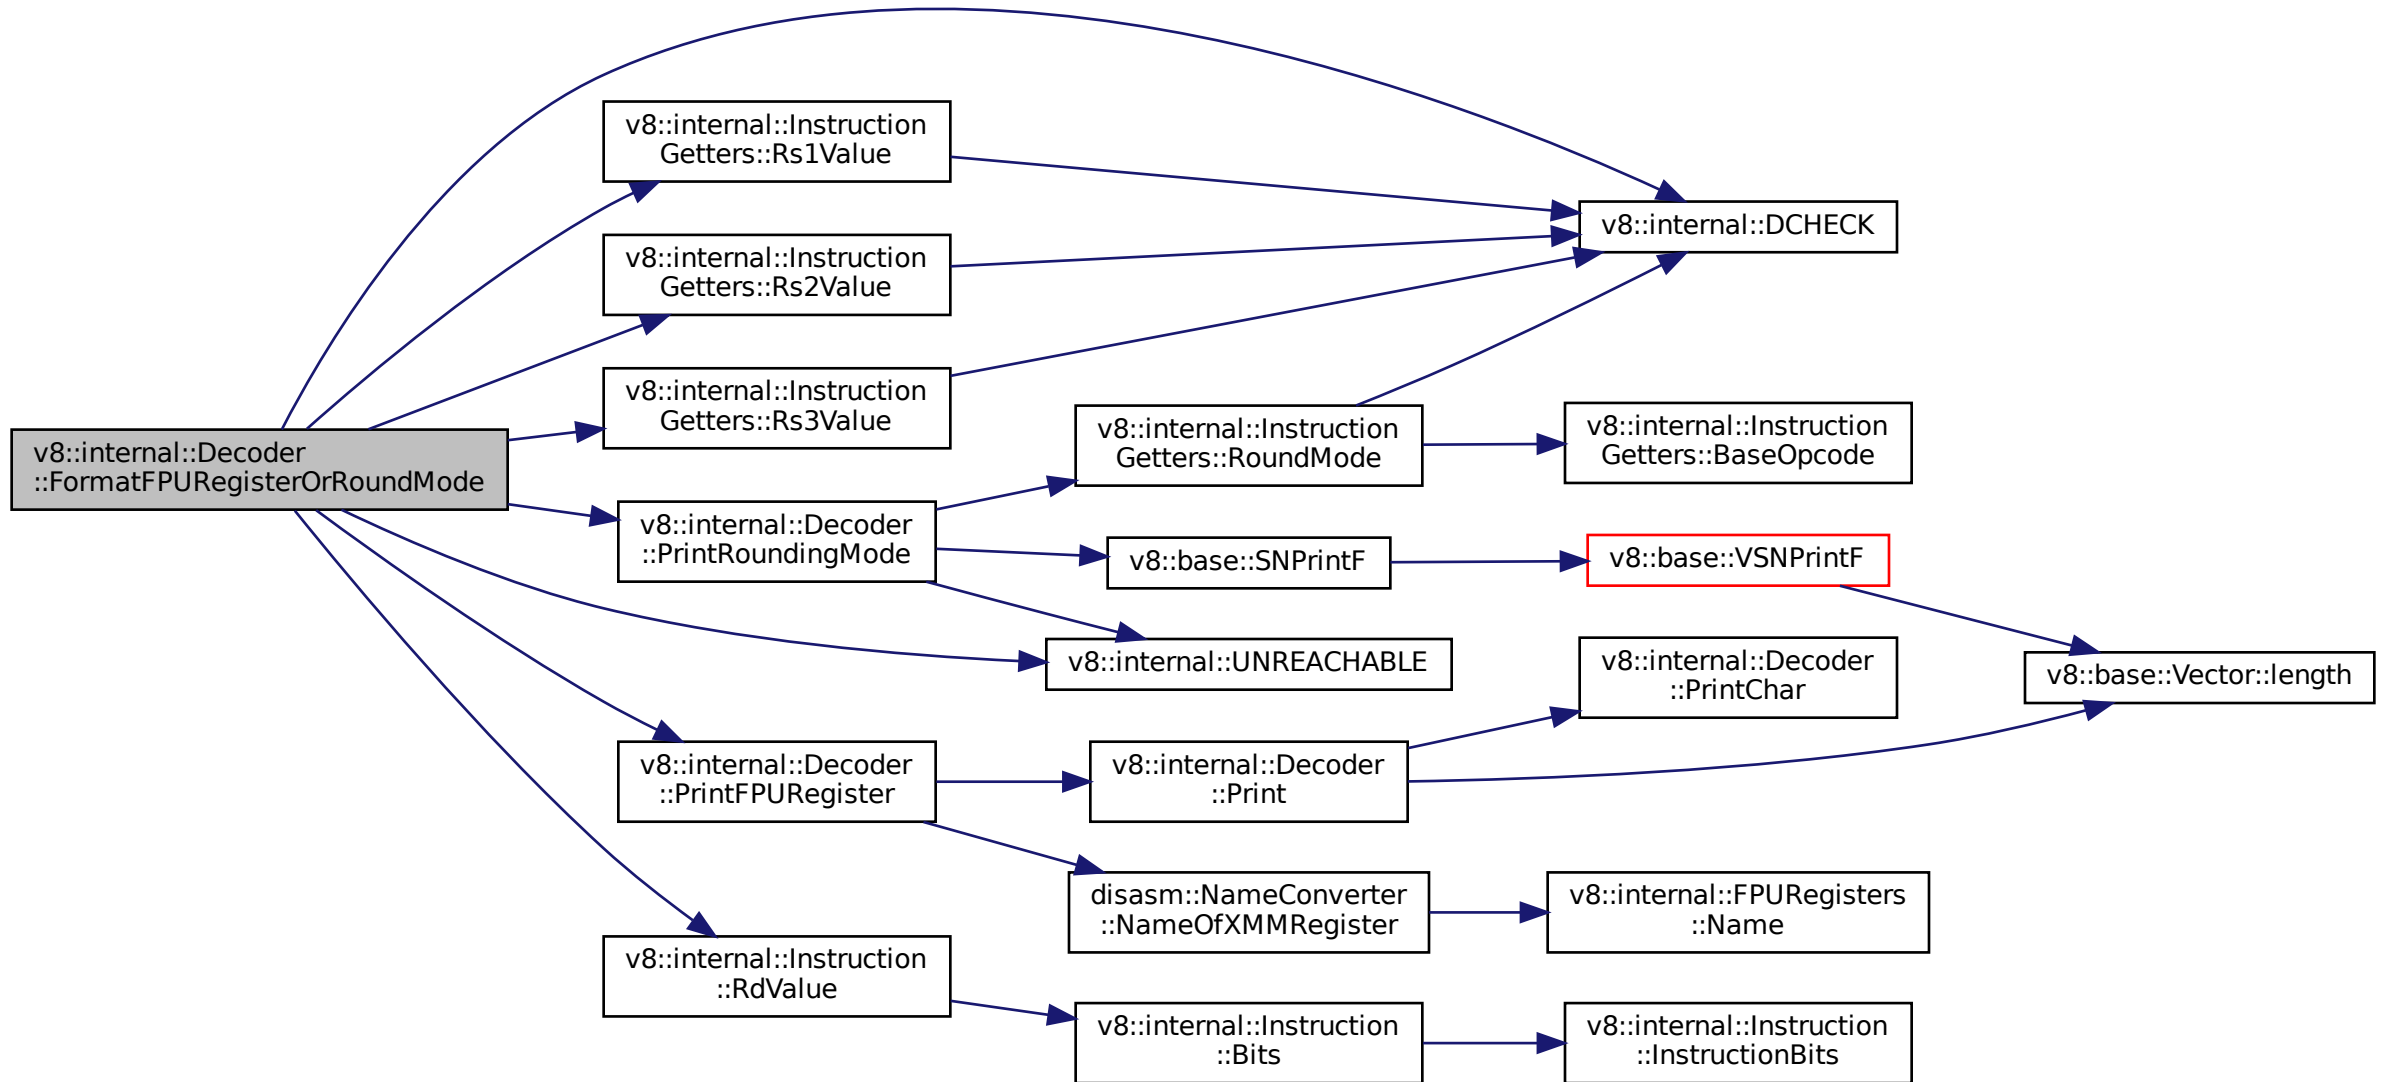 v8::internal::Decoder
::FormatFPURegisterOrRoundMode
v8::internal::Instruction
Getters::Rs1Value
v8::internal::Instruction
Getters::Rs2Value
v8::internal::Instruction
Getters::Rs3Value
v8::internal::Decoder
::PrintRoundingMode
v8::internal::Decoder
::PrintFPURegister
v8::internal::Instruction
::RdValue
v8::internal::Instruction
Getters::RoundMode
v8::base::SNPrintF
v8::internal::UNREACHABLE
v8::internal::Decoder
::Print
disasm::NameConverter
::NameOfXMMRegister
v8::internal::Instruction
::Bits
v8::internal::DCHECK
v8::internal::Instruction
Getters::BaseOpcode
v8::base::VSNPrintF
v8::internal::Decoder
::PrintChar
v8::internal::FPURegisters
::Name
v8::internal::Instruction
::InstructionBits
v8::base::Vector::length